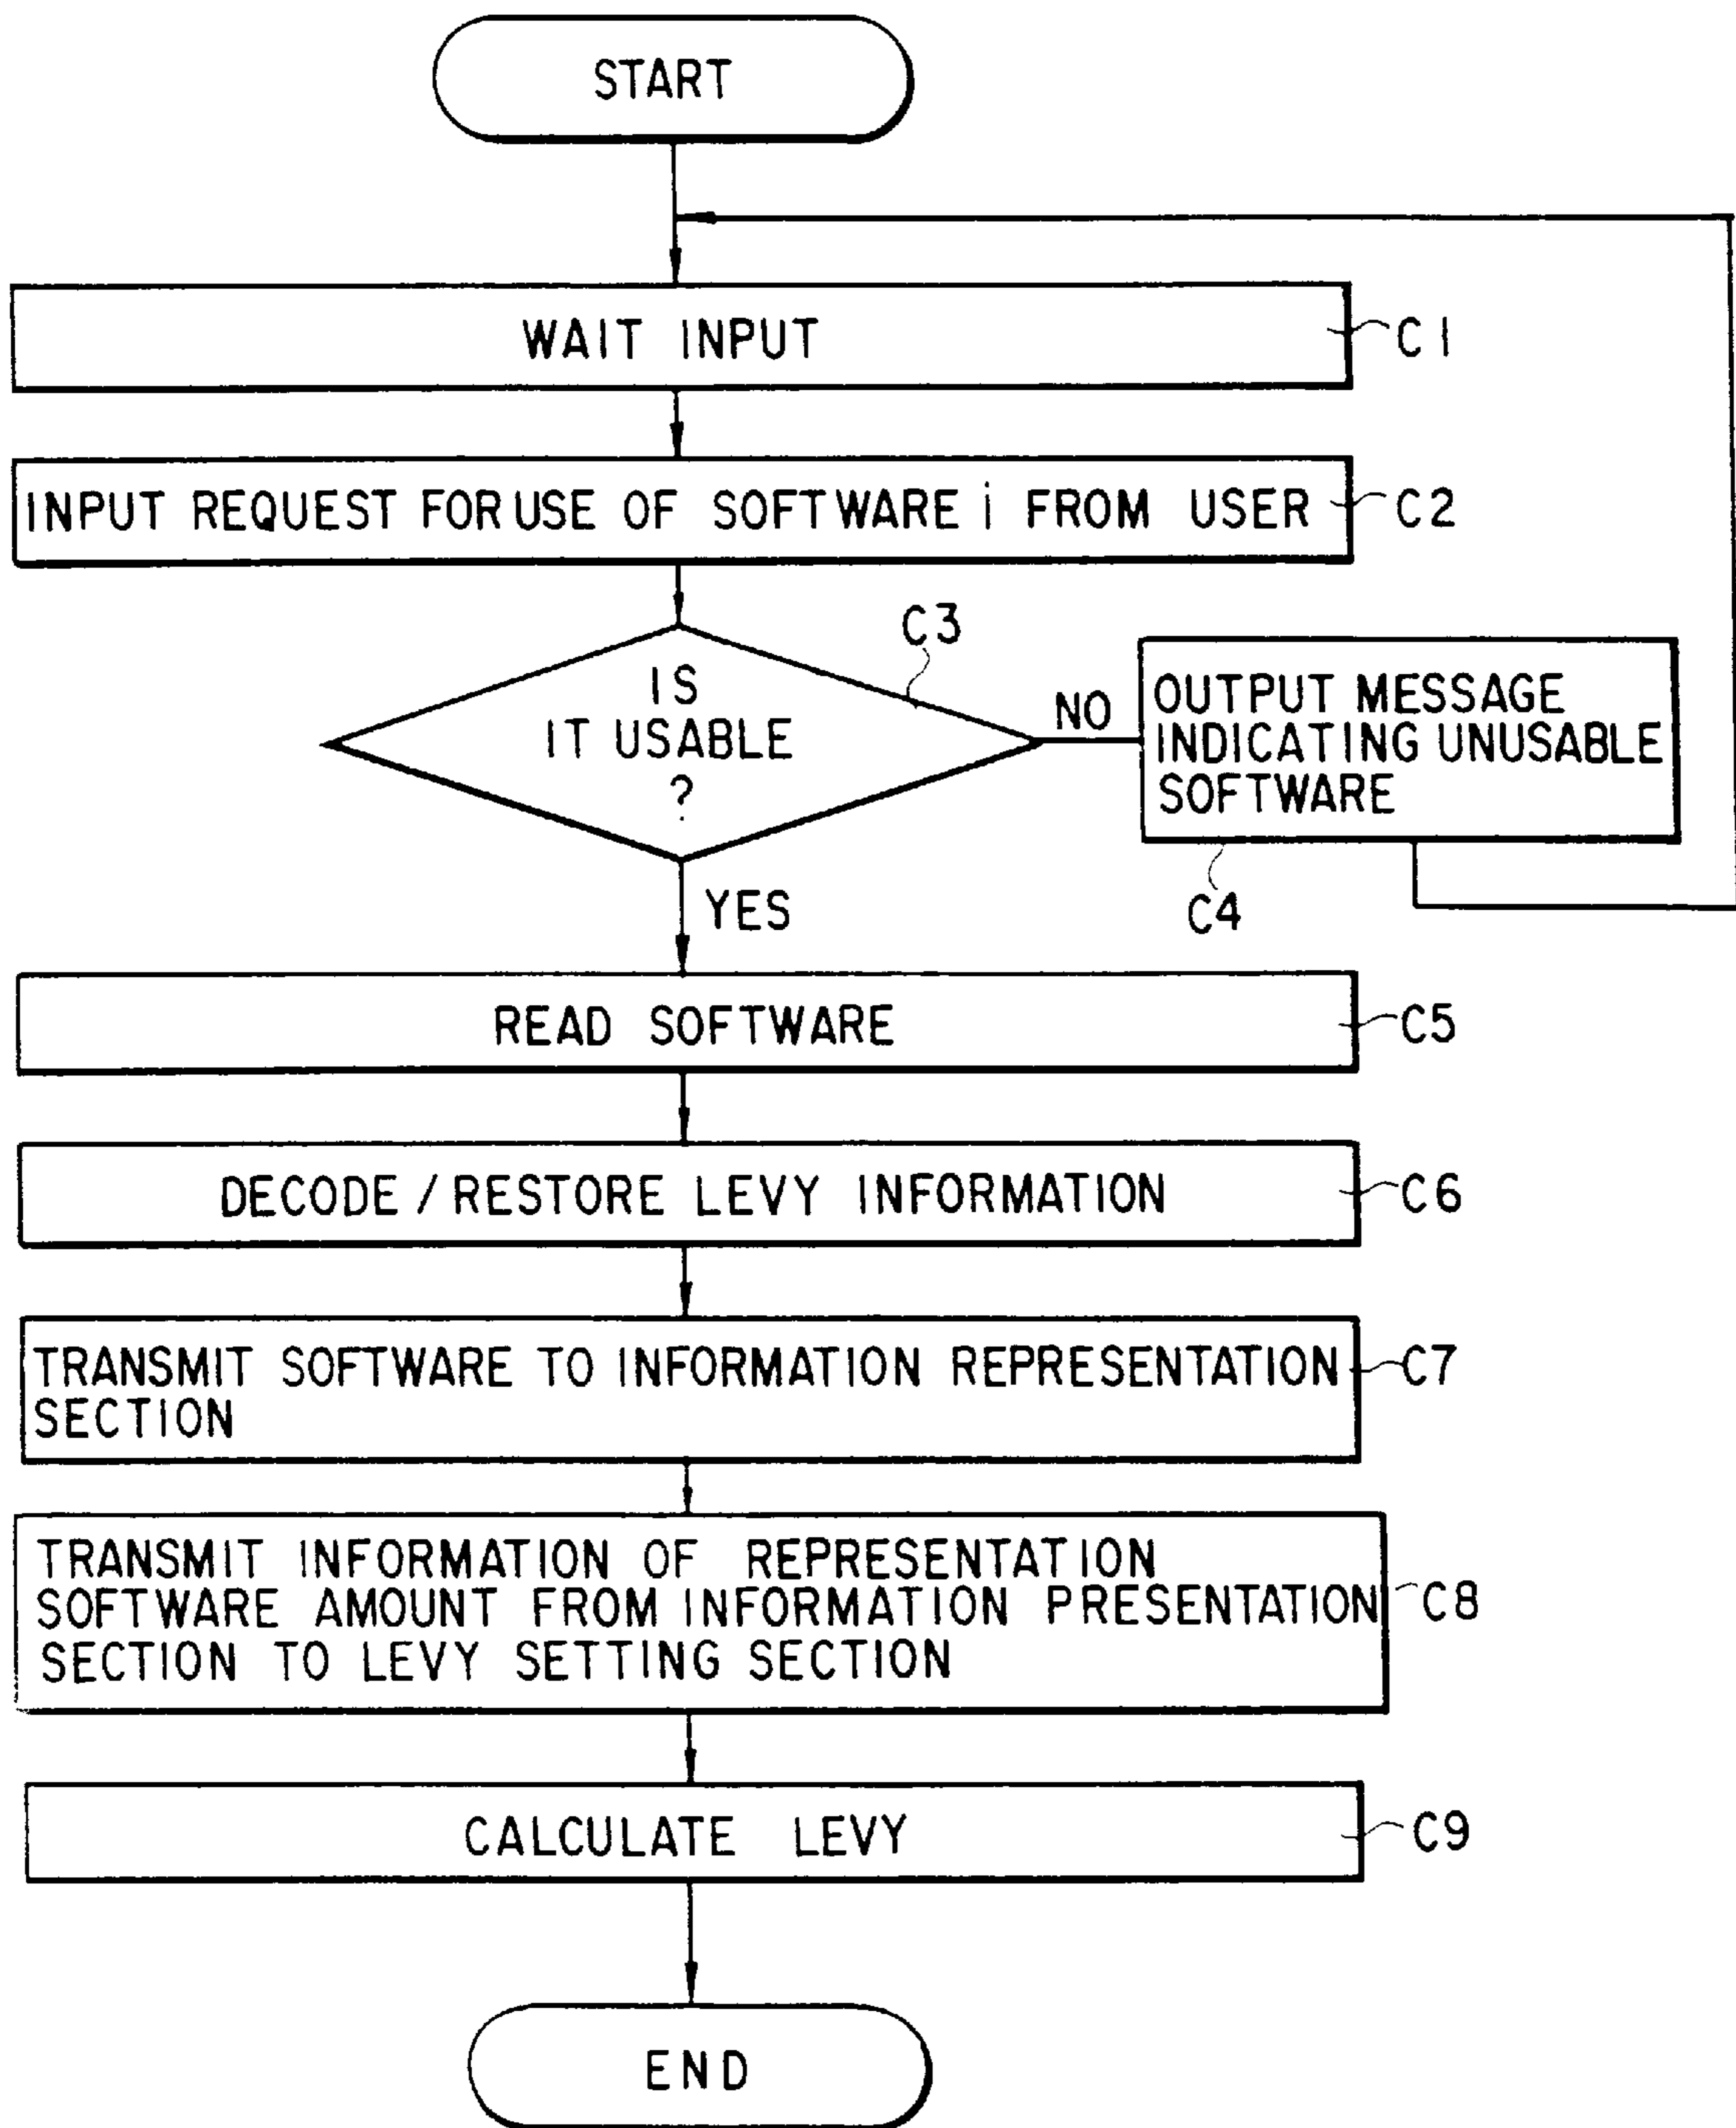 START
WAIT INPUT
C1
INPUT REQUEST FOR USE OF SOFTWARE i FROM USER
C2
C3
IS
IT USABLE
?
NO
OUTPUT MESSAGE
INDICATING UNUSABLE
SOFTWARE
C4
YES
READ SOFTWARE
C5
DECODE / RESTORE LEVY INFORMATION
C6
TRANSMIT SOFTWARE TO INFORMATION REPRESENTATION
SECTION
C7
TRANSMIT INFORMATION OF REPRESENTATION
SOFTWARE AMOUNT FROM INFORMATION PRESENTATION
SECTION TO LEVY SETTING SECTION
C8
CALCULATE LEVY
C9
END